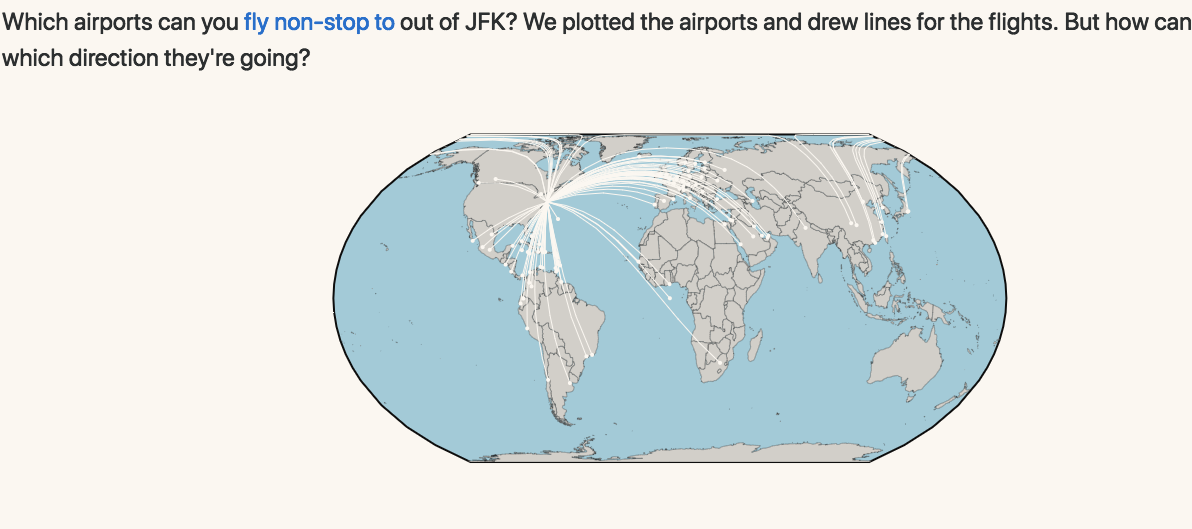 Which airports can you fly non-stop to out of JFK? We plotted the airports and drew lines for the flights. But how can
which direction they're going?